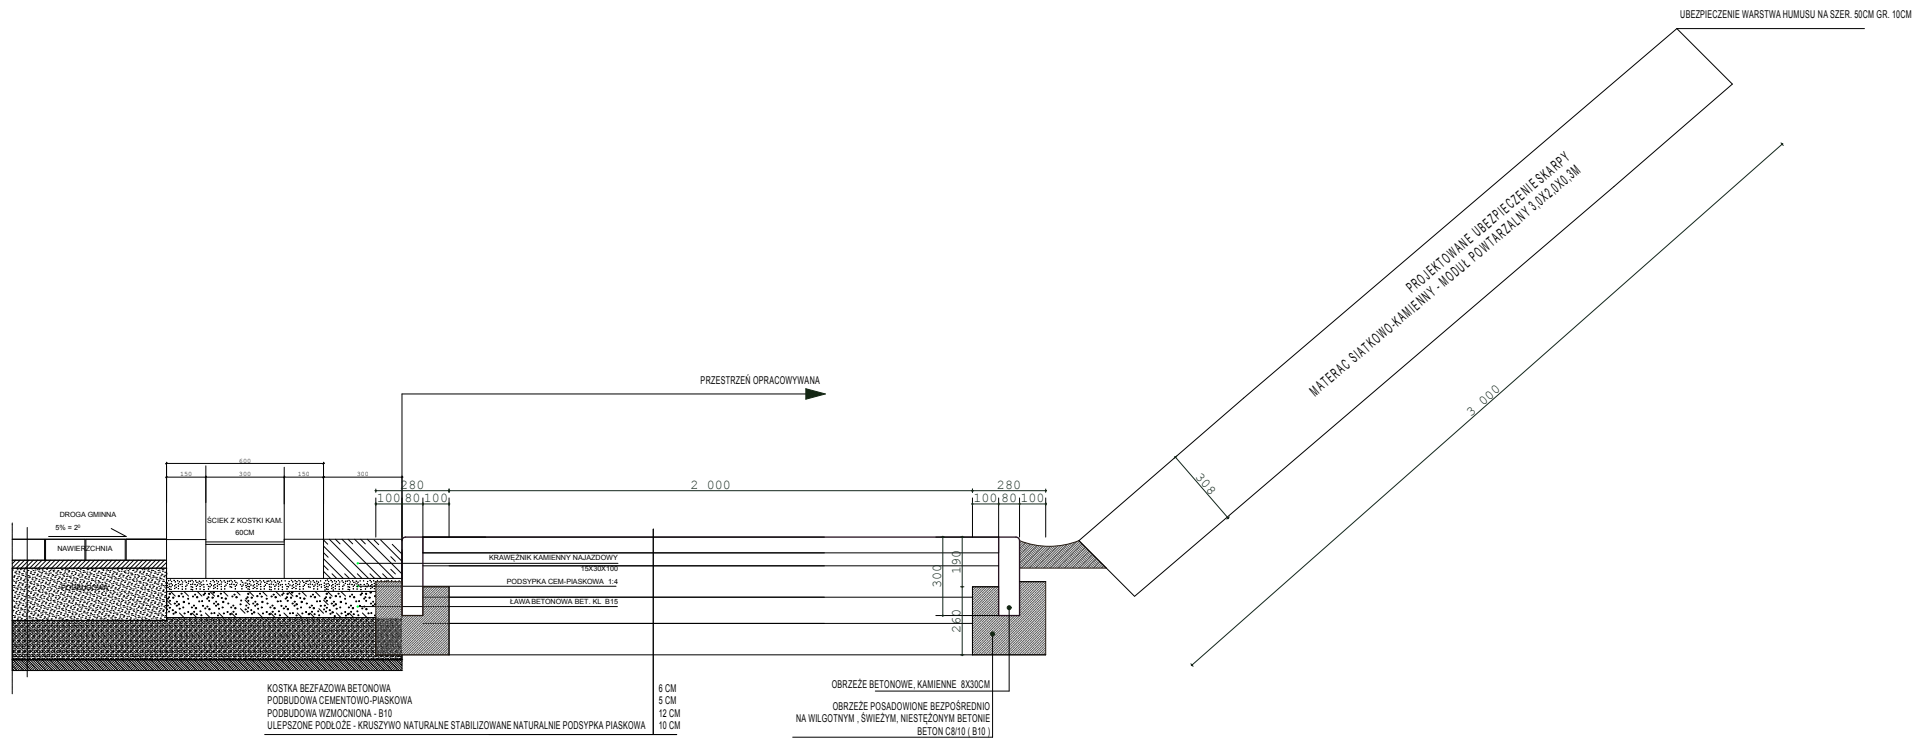 UBEZPIECZENIE WARSTWA HUMUSU NA SZER. 50CM GR. 10CM
PROJEKTOWANE UBEZPIECZENIE SKARPY
MATERAC SIATKOWO-KAMIENNY - MODUŁ POWTARZALNY 3,0X2,0X0,3M
3 000
308
PRZESTRZEŃ OPRACOWYWANA
600
150 300 150 300
280 2 000 280
100 80 100 100 80 100
DROGA GMINNA
5% = 2º
NAWIERZCHNIA
ŚCIEK Z KOSTKI KAM.
60CM
KRAWĘŻNIK KAMIENNY NAJAZDOWY
15X30X100
PODSYPKA CEM-PIASKOWA 1:4
ŁAWA BETONOWA BET. KL B15
300
190
260
KOSTKA BEZFAZOWA BETONOWA 6 CM
PODBUDOWA CEMENTOWO-PIASKOWA 5 CM
PODBUDOWA WZMOCNIONA - B10 12 CM
ULEPSZONE PODŁOŻE - KRUSZYWO NATURALNE STABILIZOWANE NATURALNIE PODSYPKA PIASKOWA 10 CM
OBRZEŻE BETONOWE, KAMIENNE 8X30CM
OBRZEŻE POSADOWIONE BEZPOŚREDNIO
NA WILGOTNYM , ŚWIEŻYM, NIESTĘŻONYM BETONIE
BETON C8/10 ( B10 )